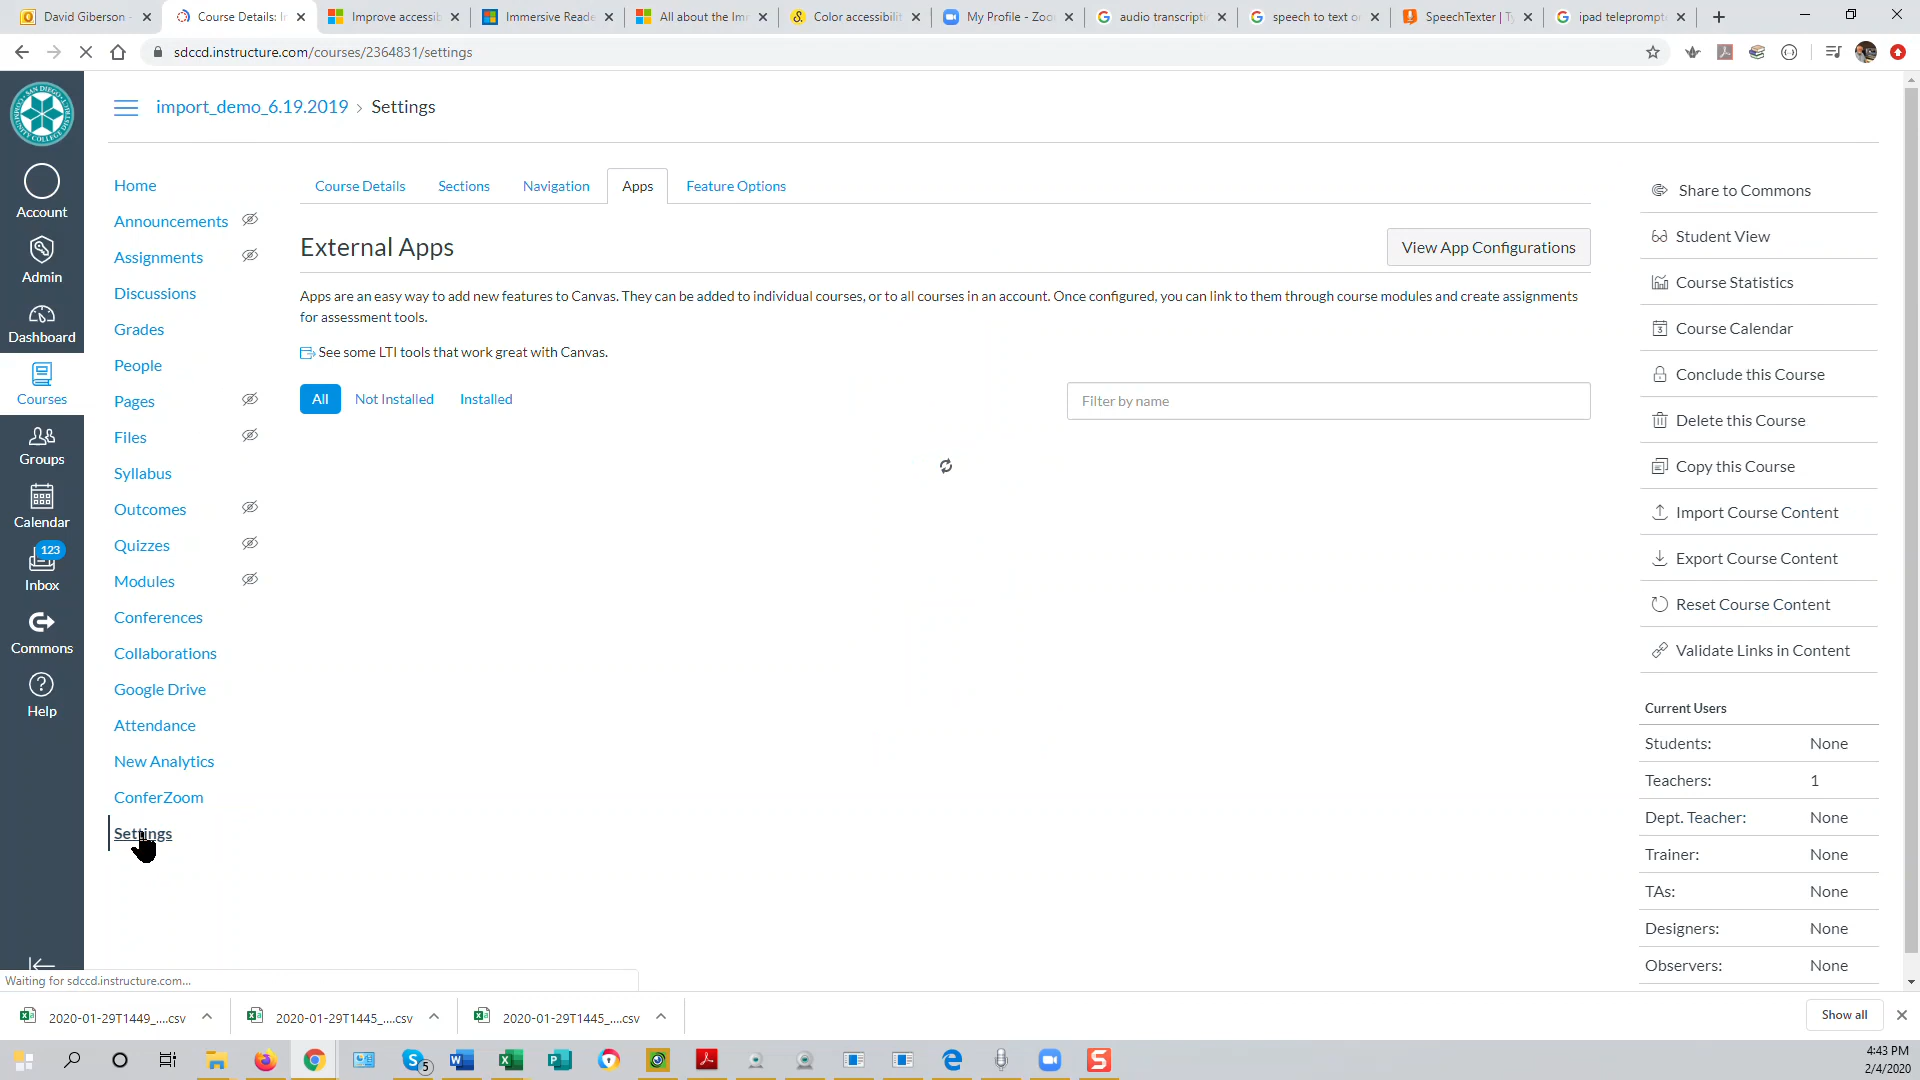 David Giberson -
Course Details: I
Improve accessib
Immersive Reade
All about the Im
Color accessibilit
My Profile - Zoo
audio transcripti
speech to text o
SpeechTexter | T
ipad teleprompt
sdccd.instructure.com/courses/2364831/settings
SAN DIEGO COMMUNITY COLLEGE DISTRICT
Account
Admin
Dashboard
Courses
Groups
Calendar
123
Inbox
Commons
Help
import_demo_6.19.2019 › Settings
Home
Announcements
Assignments
Discussions
Grades
People
Pages
Files
Syllabus
Outcomes
Quizzes
Modules
Conferences
Collaborations
Google Drive
Attendance
New Analytics
ConferZoom
Settings
Course Details
Sections
Navigation
Apps
Feature Options
External Apps
View App Configurations
Apps are an easy way to add new features to Canvas. They can be added to individual courses, or to all courses in an account. Once configured, you can link to them through course modules and create assignments
for assessment tools.
See some LTI tools that work great with Canvas.
All
Not Installed
Installed
Filter by name
Share to Commons
Student View
Course Statistics
Course Calendar
Conclude this Course
Delete this Course
Copy this Course
Import Course Content
Export Course Content
Reset Course Content
Validate Links in Content
Current Users
Students: None
Teachers: 1
Dept. Teacher: None
Trainer: None
TAs: None
Designers: None
Observers: None
Waiting for sdccd.instructure.com...
2020-01-29T1449_....csv
2020-01-29T1445_....csv
2020-01-29T1445_....csv
Show all
5
4:43 PM
2/4/2020